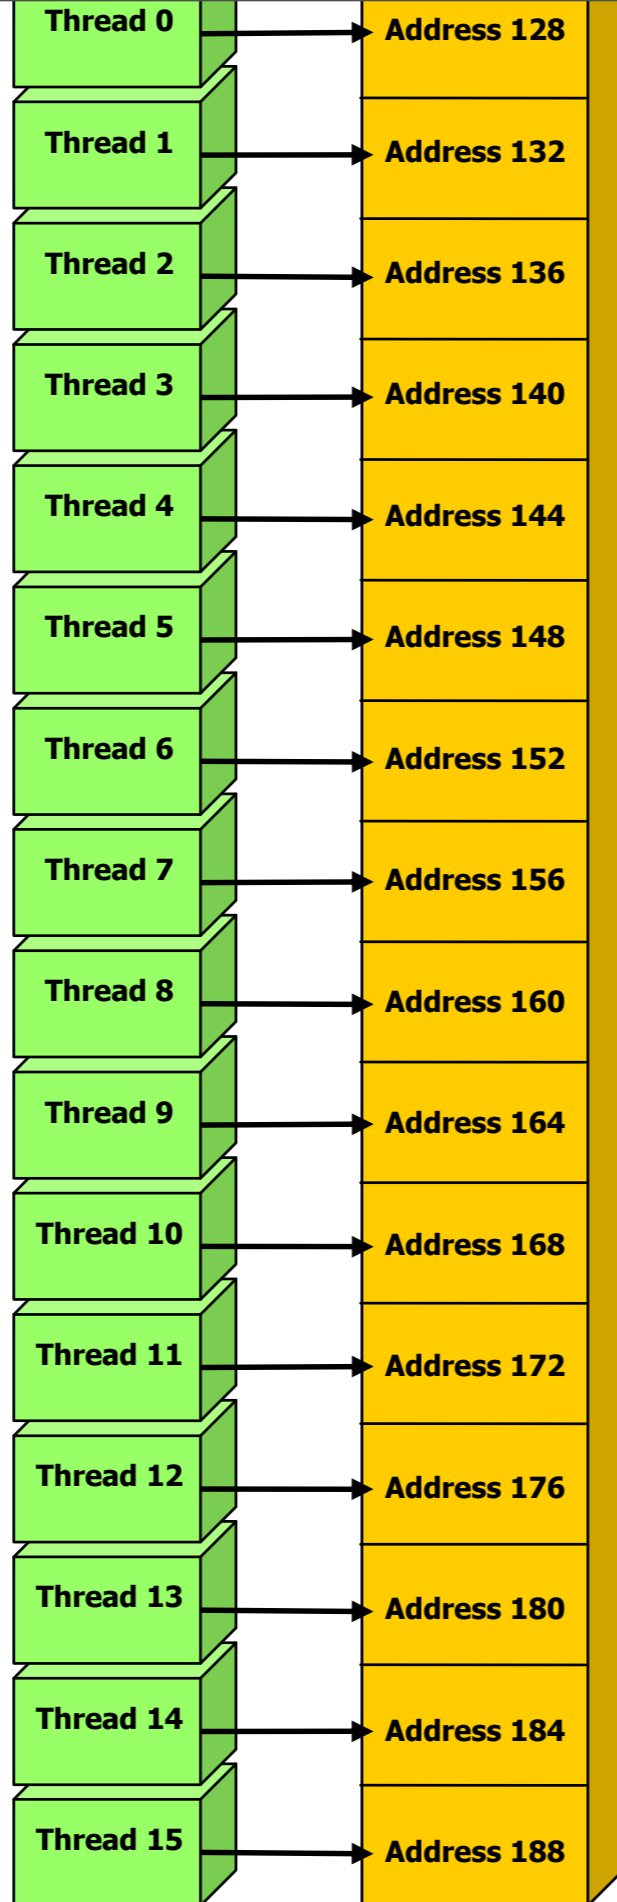 Thread 0 Address 128
Thread 1 Address 132
Thread 2 Address 136
Thread 3 Address 140
Thread 4 Address 144
Thread 5 Address 148
Thread 6 Address 152
Thread 7 Address 156
Thread 8 Address 160
Thread 9 Address 164
Thread 10 Address 168
Thread 11 Address 172
Thread 12 Address 176
Thread 13 Address 180
Thread 14 Address 184
Thread 15 Address 188